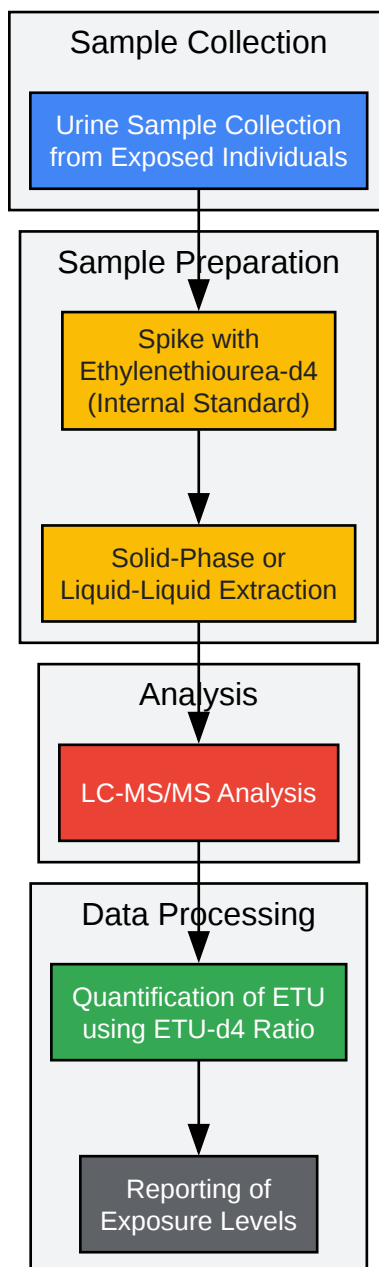 Sample Collection
Urine Sample Collection
from Exposed Individuals
Sample Preparation
Spike with
Ethylenethiourea-d4
(Internal Standard)
Solid-Phase or
Liquid-Liquid Extraction
Analysis
LC-MS/MS Analysis
Data Processing
Quantification of ETU
using ETU-d4 Ratio
Reporting of
Exposure Levels